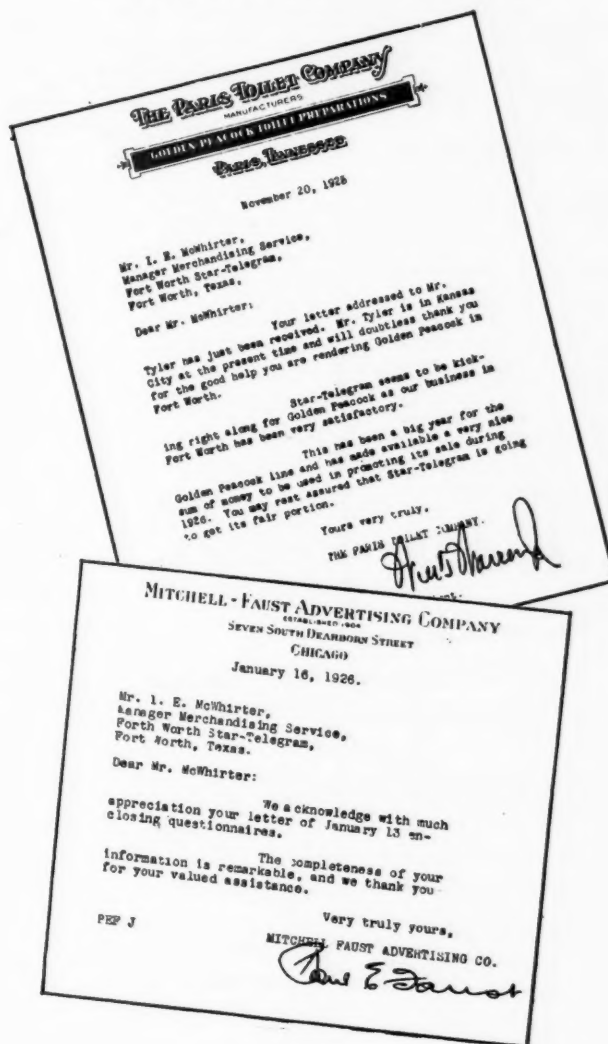 THE PARIS TOILET COMPANY
MANUFACTURERS
GOLDEN PEACOCK TOILET PREPARATIONS
PARIS, TENNESSEE
November 20, 1925
Mr. I. E. McWhirter,
Manager Merchandising Service,
Fort Worth Star-Telegram,
Fort Worth, Texas.
Dear Mr. McWhirter:
Your letter addressed to Mr.
Tyler has just been received. Mr. Tyler is in Kansas
City at the present time and will doubtless thank you
for the good help you are rendering Golden Peacock in
Fort Worth.
Star-Telegram seems to be kick-
ing right along for Golden Peacock as our business in
Fort Worth has been very satisfactory.
This has been a big year for the
Golden Peacock line and has made available a very nice
sum of money to be used in promoting its sale during
1926. You may rest assured that Star-Telegram is going
to get its fair portion.
Yours very truly,
THE PARIS TOILET COMPANY.
MITCHELL-FAUST ADVERTISING COMPANY
ESTABLISHED 1904
SEVEN SOUTH DEARBORN STREET
CHICAGO
January 16, 1926.
Mr. I. E. McWhirter,
Manager Merchandising Service,
Forth Worth Star-Telegram,
Fort Worth, Texas.
Dear Mr. McWhirter:
We acknowledge with much
appreciation your letter of January 13 en-
closing questionnaires.
The completeness of your
information is remarkable, and we thank you
for your valued assistance.
Very truly yours,
PEF J
MITCHELL FAUST ADVERTISING CO.
Paul E. Faust